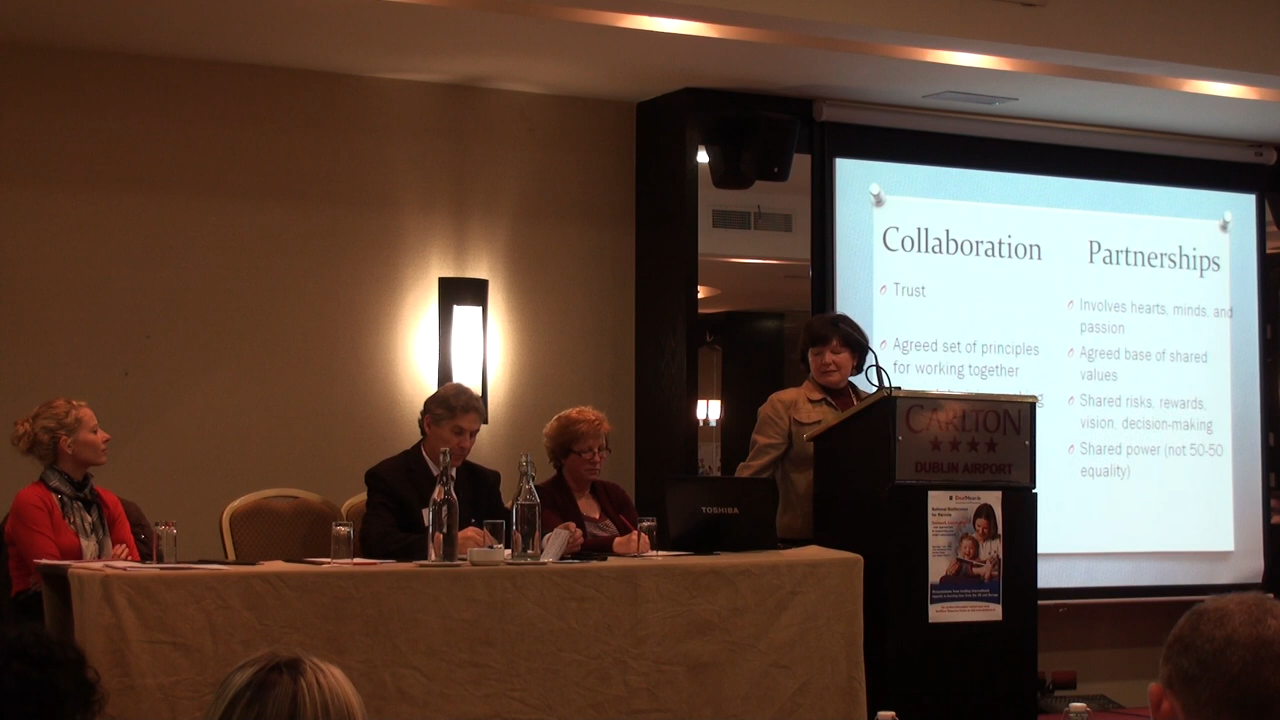 Collaboration
Trust
Agreed set of principles
for working together
Partnerships
Involves hearts, minds, and
passion
Agreed base of shared
values
Shared risks, rewards,
vision, decision-making
Shared power (not 50-50
equality)
CARLTON
DUBLIN AIRPORT
TOSHIBA